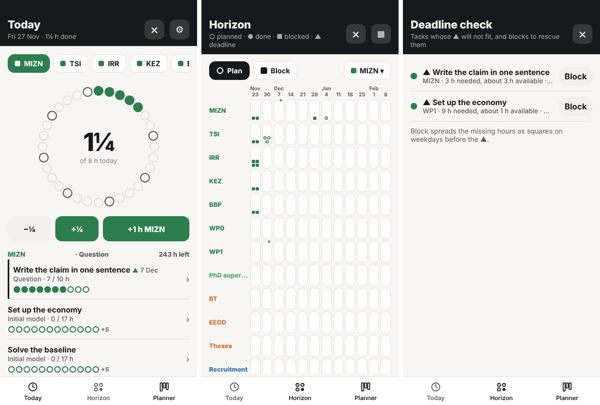 Today
Fri 27 Nov · 1¼ h done
MIZN
TSI
IRR
KEZ
1¼
of 8 h today
−¼
+¼
+1 h MIZN
MIZN · Question 243 h left
Write the claim in one sentence ▲ 7 Dec
Question · 7 / 10 h
Set up the economy
Initial model · 0 / 17 h
+5
Solve the baseline
Initial model · 0 / 17 h
+5
Today
Horizon
Planner
Horizon
○ planned · ● done · ■ blocked · ▲
deadline
Plan
Block
MIZN ▾
Nov Dec Jan Feb
23 30 7 14 21 28 4 11 18 25 1 8
MIZN
TSI
IRR
KEZ
BBP
WP0
WP1
PhD super…
BT
EEOD
Theses
Recruitment
Today
Horizon
Planner
Deadline check
Tasks whose ▲ will not fit, and blocks to rescue
them
▲ Write the claim in one sentence
MIZN · 3 h needed, about 3 h available · …
Block
▲ Set up the economy
WP1 · 9 h needed, about 1 h available · …
Block
Block spreads the missing hours as squares on
weekdays before the ▲.
Today
Horizon
Planner